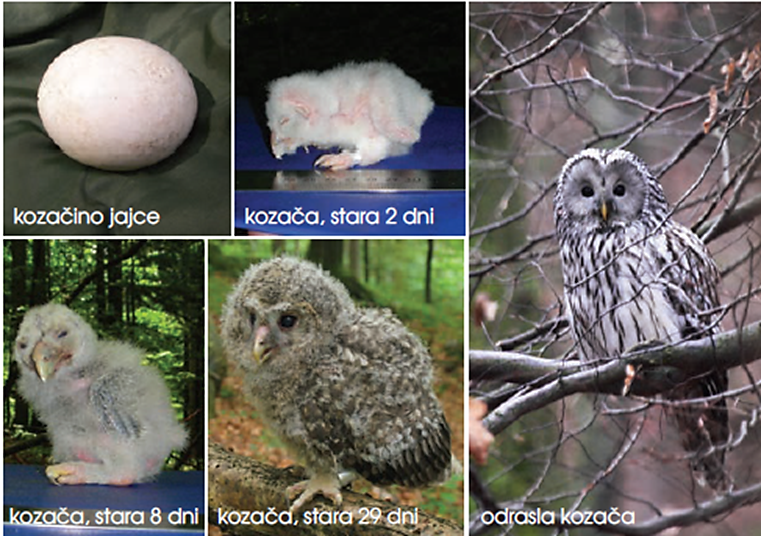 kozačino jajce
kozača, stara 2 dni
kozača, stara 8 dni
kozača, stara 29 dni
odrasla kozača